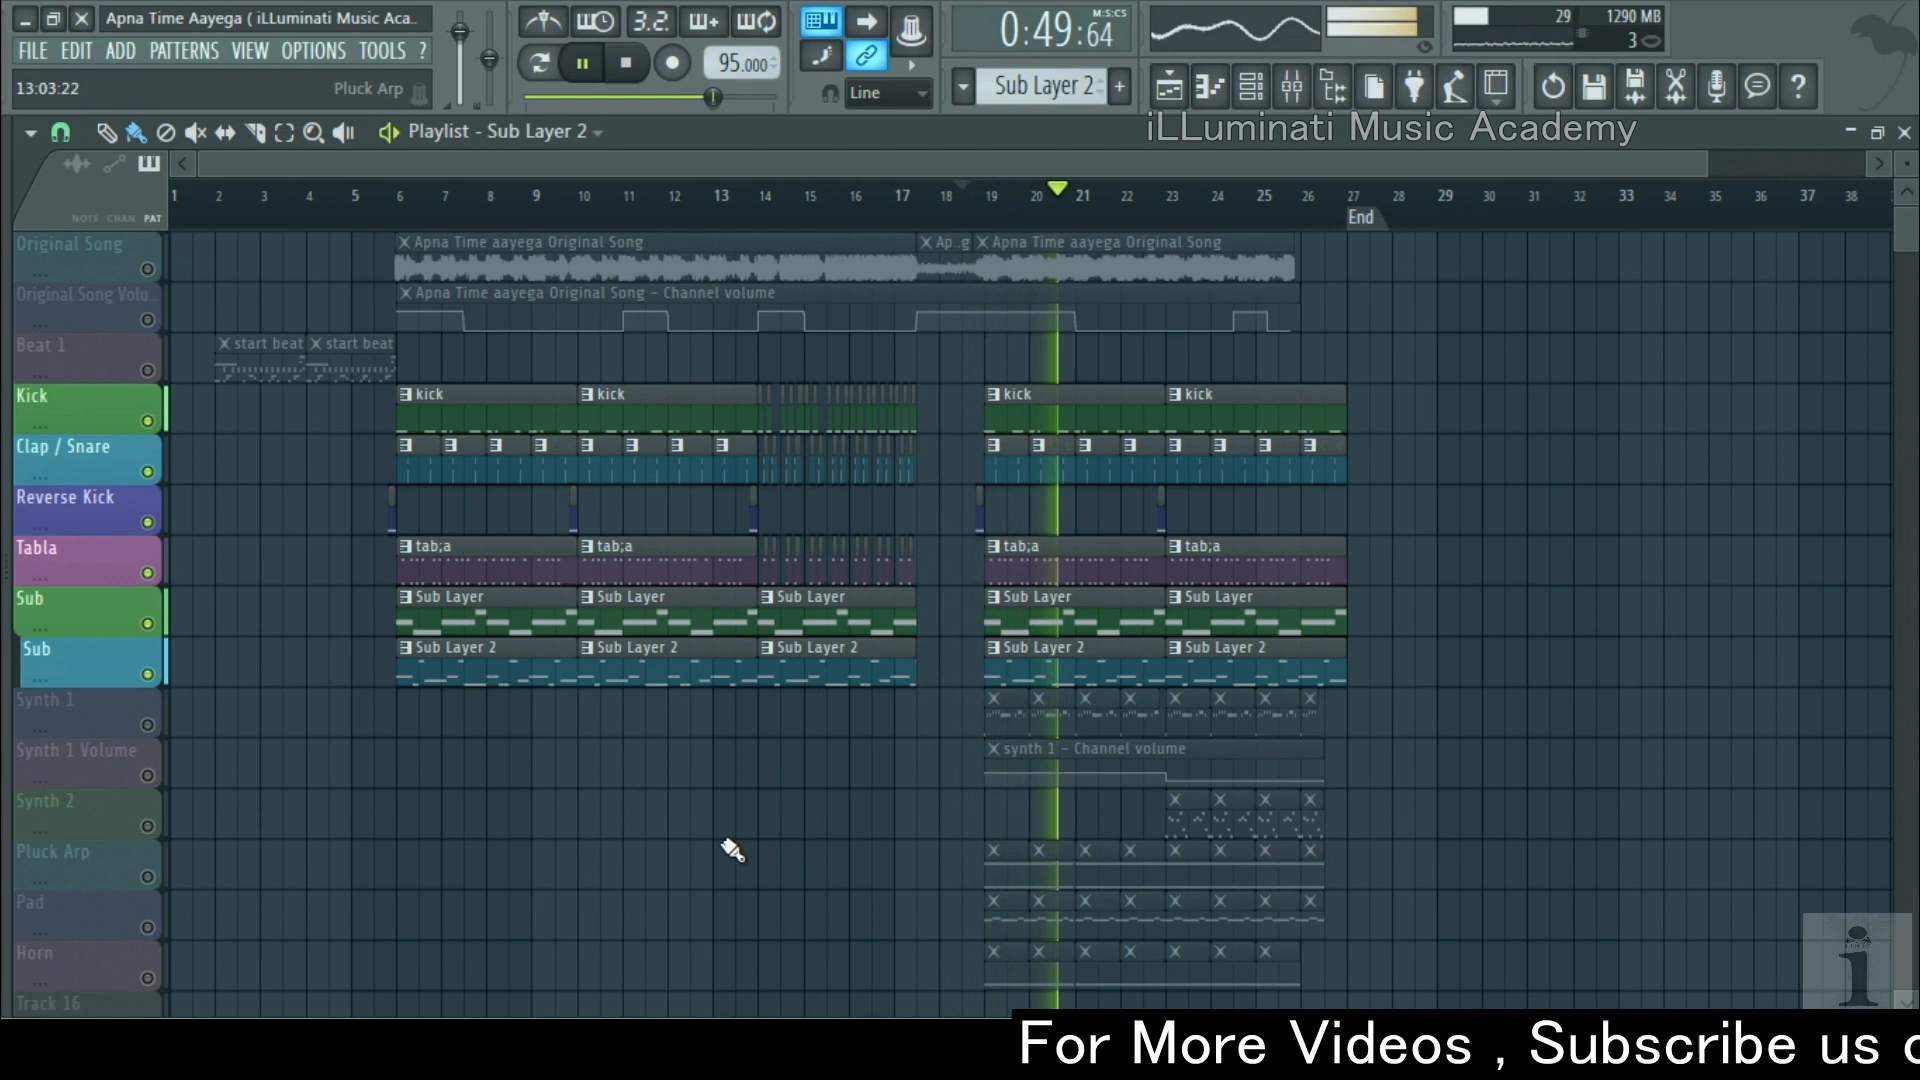 Apna Time Aayega ( iLLuminati Music Aca..
FILE EDIT ADD PATTERNS VIEW OPTIONS TOOLS ?
13:03:22 Pluck Arp
3.2.
95.000
Line
0:49:64
M:S:CS
Sub Layer 2
29 1290 MB
3
iLLuminati Music Academy
Playlist - Sub Layer 2
NOTE CHAN PAT
1 2 3 4 5 6 7 8 9 10 11 12 13 14 15 16 17 18 19 20 21 22 23 24 25 26 27 28 29 30 31 32 33 34 35 36 37 38
End
Original Song
Apna Time aayega Original Song Ap..g Apna Time aayega Original Song
Original Song Volu..
Apna Time aayega Original Song - Channel volume
Beat 1
start beat start beat
Kick
kick kick kick kick
Clap / Snare
Reverse Kick
Tabla
tab;a tab;a tab;a tab;a
Sub
Sub Layer Sub Layer Sub Layer Sub Layer Sub Layer
Sub
Sub Layer 2 Sub Layer 2 Sub Layer 2 Sub Layer 2 Sub Layer 2
Synth 1
Synth 1 Volume
synth 1 - Channel volume
Synth 2
Pluck Arp
Pad
Horn
Track 16
i
For More Videos , Subscribe us